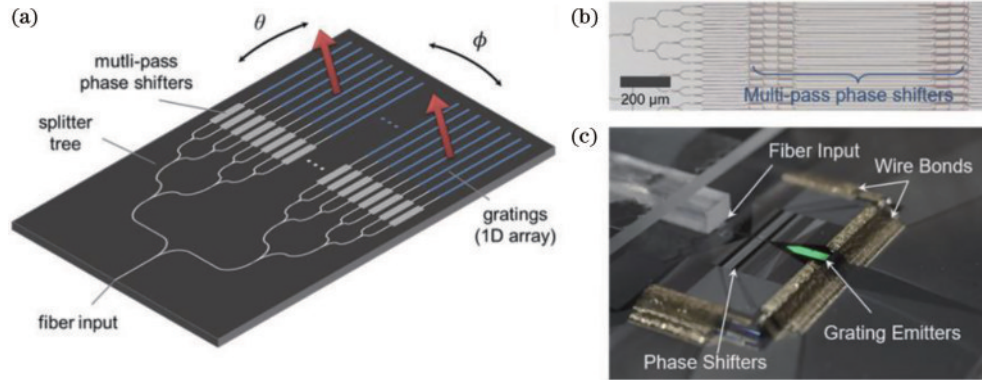 (a)
θ
ϕ
mutli-pass
phase shifters
splitter
tree
gratings
(1D array)
fiber input
(b)
200 μm
Multi-pass phase shifters
(c)
Fiber Input
Wire Bonds
Phase Shifters
Grating Emitters